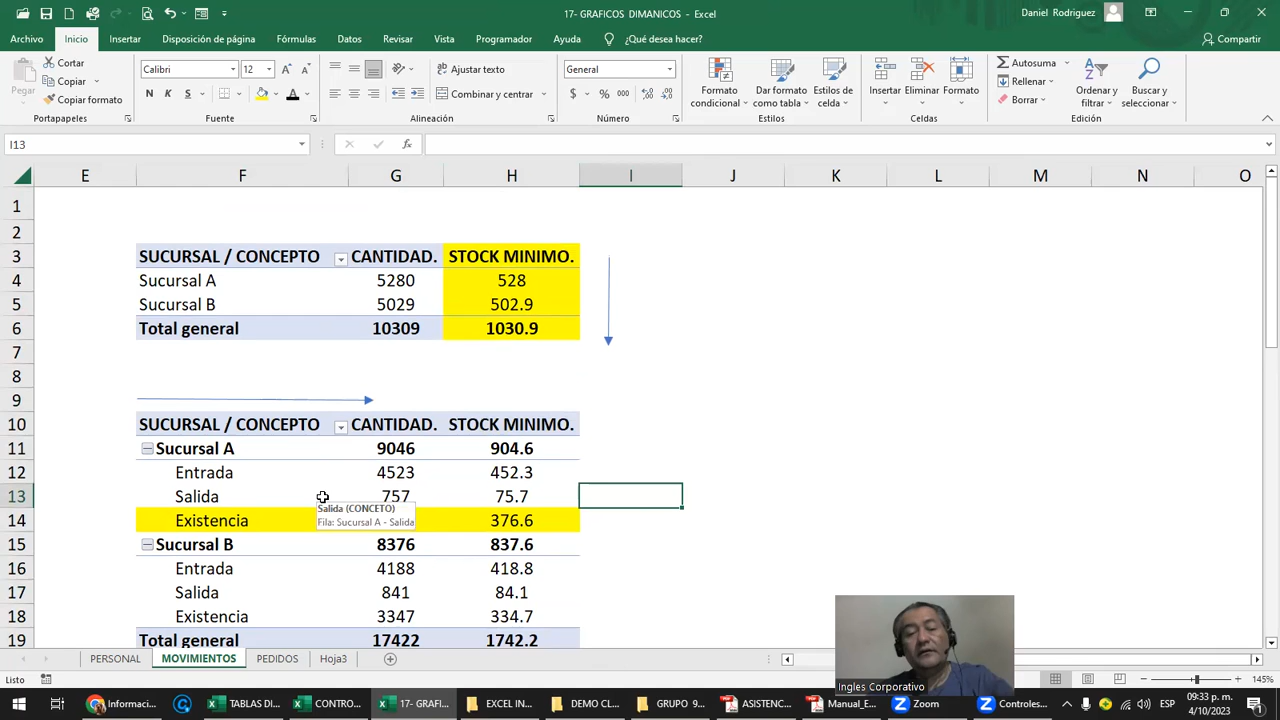 17- GRAFICOS DIMANICOS - Excel
Daniel Rodriguez
Archivo Inicio Insertar Disposición de página Fórmulas Datos Revisar Vista Programador Ayuda ¿Qué desea hacer? Compartir
Pegar
Cortar
Copiar
Copiar formato
Portapapeles
Calibri 12
N K S
Fuente
Ajustar texto
Combinar y centrar
Alineación
General
$ % 000
Número
Formato condicional
Dar formato como tabla
Estilos de celda
Estilos
Insertar Eliminar Formato
Celdas
Autosuma
Rellenar
Borrar
Ordenar y filtrar
Buscar y seleccionar
Edición
I13
fx
E F G H I J K L M N O
1
2
3 SUCURSAL / CONCEPTO CANTIDAD. STOCK MINIMO.
4 Sucursal A 5280 528
5 Sucursal B 5029 502.9
6 Total general 10309 1030.9
7
8
9
10 SUCURSAL / CONCEPTO CANTIDAD. STOCK MINIMO.
11 Sucursal A 9046 904.6
12 Entrada 4523 452.3
13 Salida 757 75.7
Salida (CONCETO)
Fila: Sucursal A - Salida
14 Existencia 376.6
15 Sucursal B 8376 837.6
16 Entrada 4188 418.8
17 Salida 841 84.1
18 Existencia 3347 334.7
19 Total general 17422 1742.2
PERSONAL MOVIMIENTOS PEDIDOS Hoja3
Ingles Corporativo
Listo
145%
Informaci...
TABLAS DI...
CONTRO...
17- GRAFI...
EXCEL IN...
DEMO CL...
GRUPO 9...
ASISTENC...
Manual_E...
Zoom
Controles...
ESP
09:33 p. m.
4/10/2023